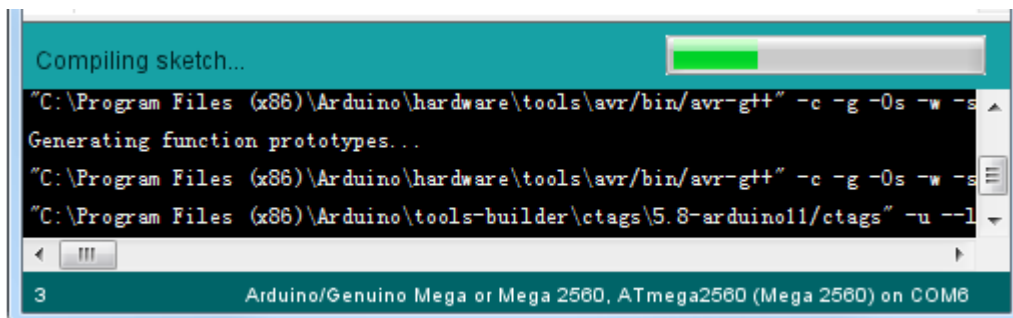 Compiling sketch...
"C:\Program Files (x86)\Arduino\hardware\tools\avr/bin/avr-g++" -c -g -Os -w -s
Generating function prototypes...
"C:\Program Files (x86)\Arduino\hardware\tools\avr/bin/avr-g++" -c -g -Os -w -s
"C:\Program Files (x86)\Arduino\tools-builder\ctags\5.8-arduino11/ctags" -u --l
3 Arduino/Genuino Mega or Mega 2560, ATmega2560 (Mega 2560) on COM6